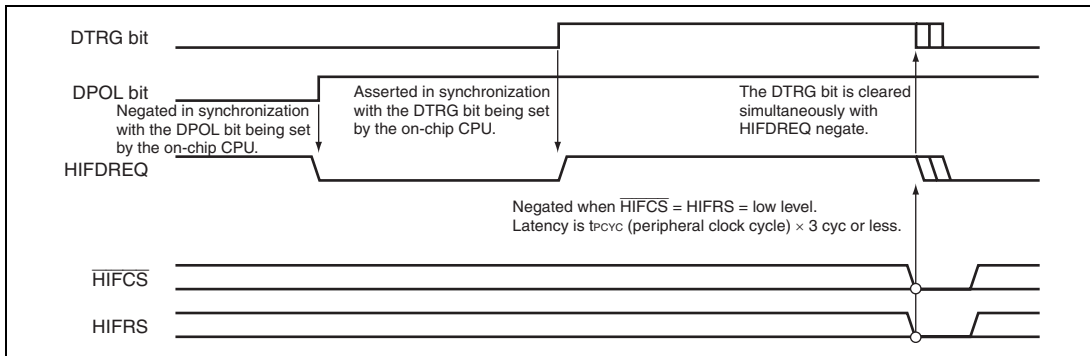 DTRG bit
DPOL bit
Negated in synchronization
with the DPOL bit being set
by the on-chip CPU.
Asserted in synchronization
with the DTRG bit being set
by the on-chip CPU.
The DTRG bit is cleared
simultaneously with
HIFDREQ negate.
HIFDREQ
Negated when HIFCS = HIFRS = low level.
Latency is tPCYC (peripheral clock cycle) × 3 cyc or less.
HIFCS
HIFRS